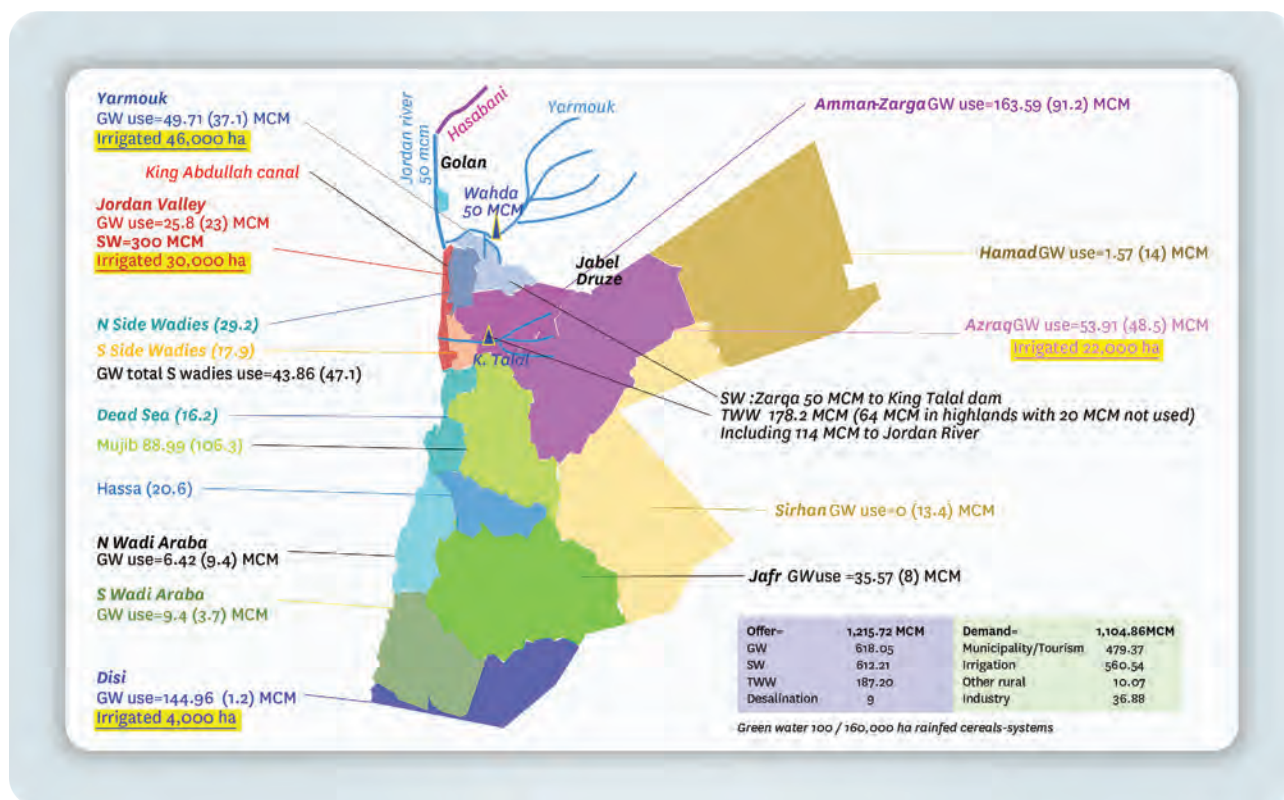 Yarmouk
GW use=49.71 (37.1) MCM
Irrigated 46,000 ha
King Abdullah canal
Jordan Valley
GW use=25.8 (23) MCM
SW=300 MCM
Irrigated 30,000 ha
N Side Wadies (29.2)
S Side Wadies (17.9)
GW total S wadies use=43.86 (47.1)
Dead Sea (16.2)
Mujib 88.99 (106.3)
Hassa (20.6)
N Wadi Araba
GW use=6.42 (9.4) MCM
S Wadi Araba
GW use=9.4 (3.7) MCM
Disi
GW use=144.96 (1.2) MCM
Irrigated 4,000 ha
Jordan river
50 mcm
Hasabani
Golan
Yarmouk
Wahda
50 MCM
Jabel
Druze
K. Talal
Amman-Zarga GW use=163.59 (91.2) MCM
Hamad GW use=1.57 (14) MCM
Azraq GW use=53.91 (48.5) MCM
Irrigated 22,000 ha
SW :Zarqa 50 MCM to King Talal dam
TWW 178.2 MCM (64 MCM in highlands with 20 MCM not used)
Including 114 MCM to Jordan River
Sirhan GW use=0 (13.4) MCM
Jafr GWuse =35.57 (8) MCM
Offer= 1,215.72 MCM
GW 618.05
SW 612.21
TWW 187.20
Desalination 9
Demand= 1,104.86MCM
Municipality/Tourism 479.37
Irrigation 560.54
Other rural 10.07
Industry 36.88
Green water 100 / 160,000 ha rainfed cereals-systems